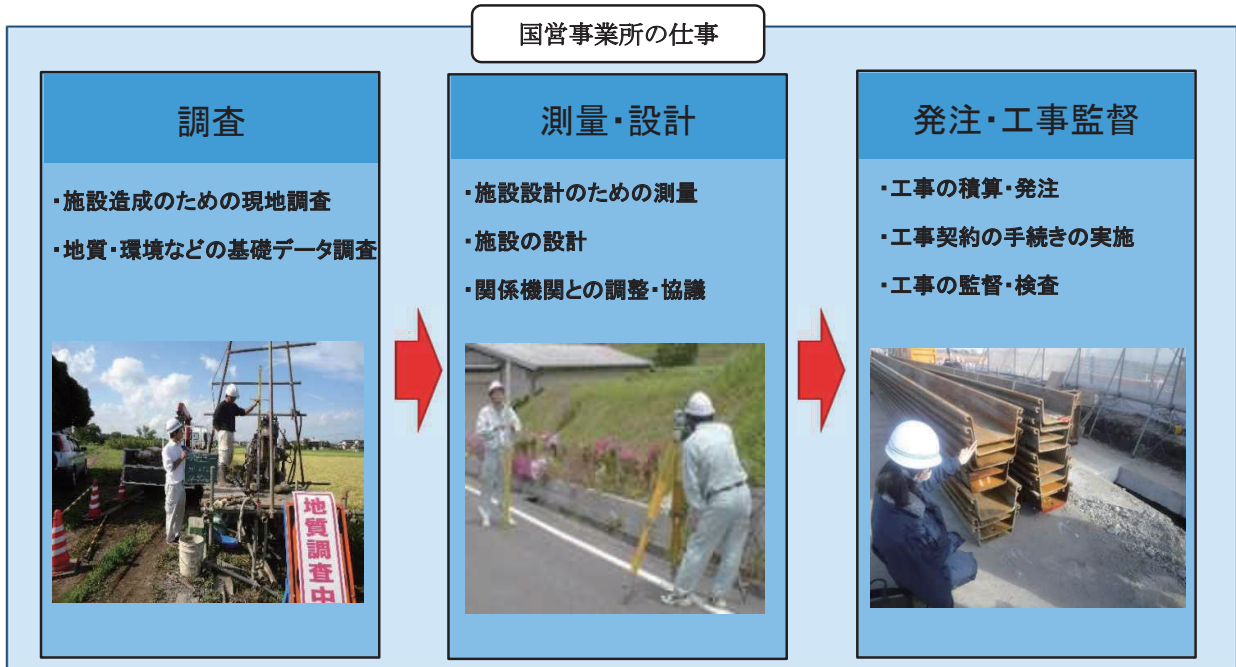 国営事業所の仕事
調査
・施設造成のための現地調査
・地質・環境などの基礎データ調査
地質調査中
測量・設計
・施設設計のための測量
・施設の設計
・関係機関との調整・協議
発注・工事監督
・工事の積算・発注
・工事契約の手続きの実施
・工事の監督・検査